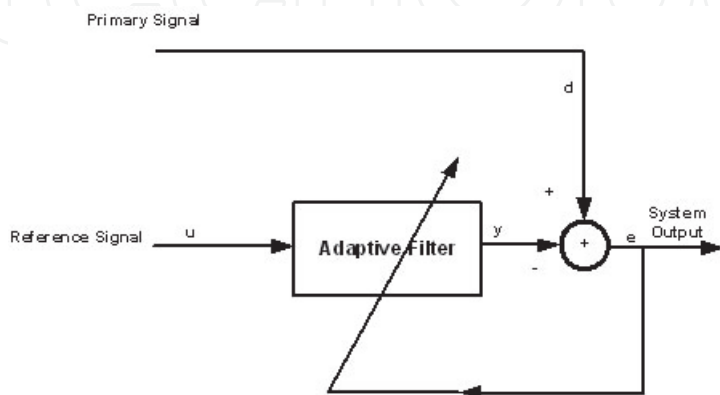 Primary Signal
d
+
Reference Signal
u
Adaptive Filter
y
-
+
e
System
Output